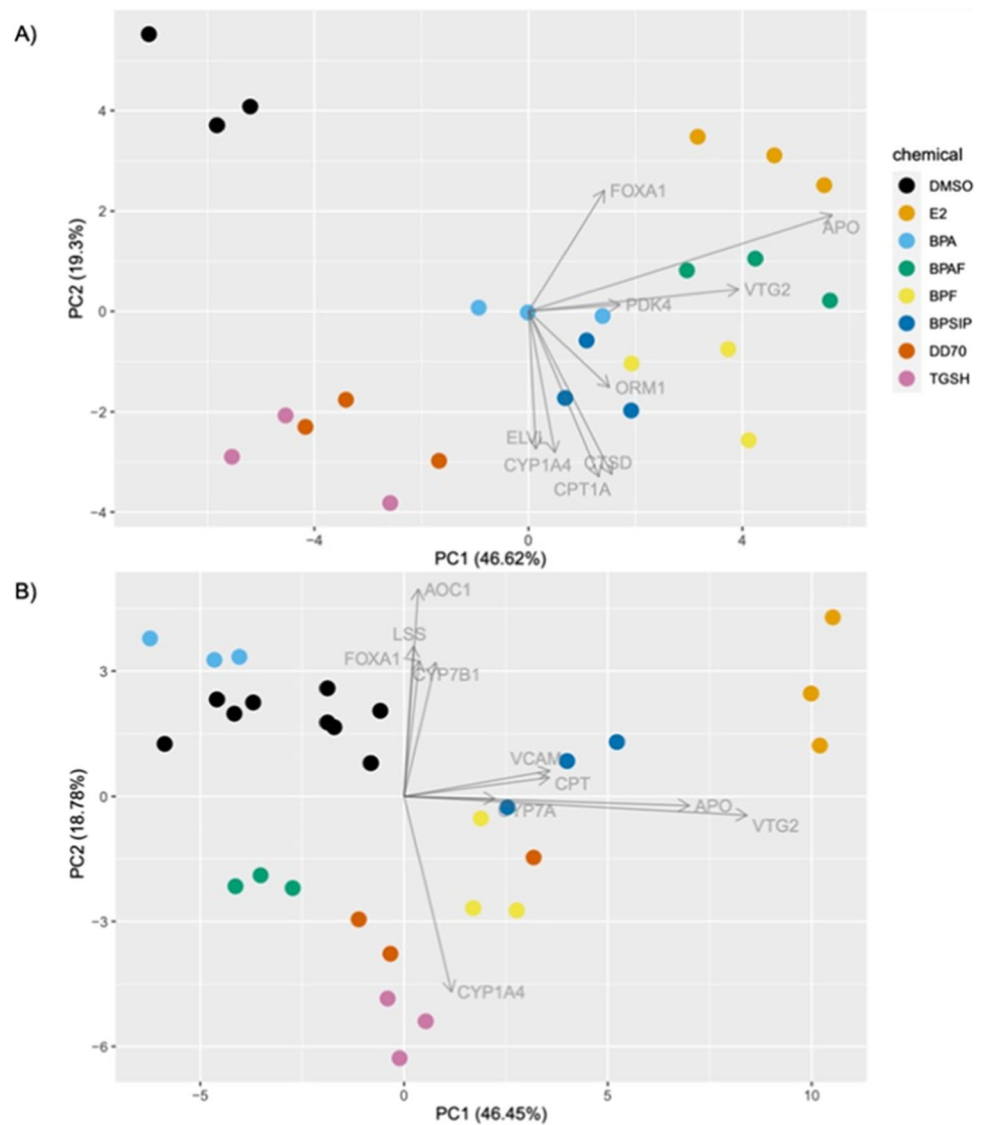 A)
4
2
0
−2
−4
PC2 (19.3%)
FOXA1
APO
VTG2
PDK4
ORM1
CYP1A4
CTSD
CPT1A
−4
0
4
PC1 (46.62%)
chemical
DMSO
E2
BPA
BPAF
BPF
BPSIP
DD70
TGSH
B)
3
0
−3
−6
PC2 (18.78%)
AOC1
LSS
FOXA1
CYP7B1
VCAM
CPT
APO
VTG2
CYP1A4
−5
0
5
10
PC1 (46.45%)